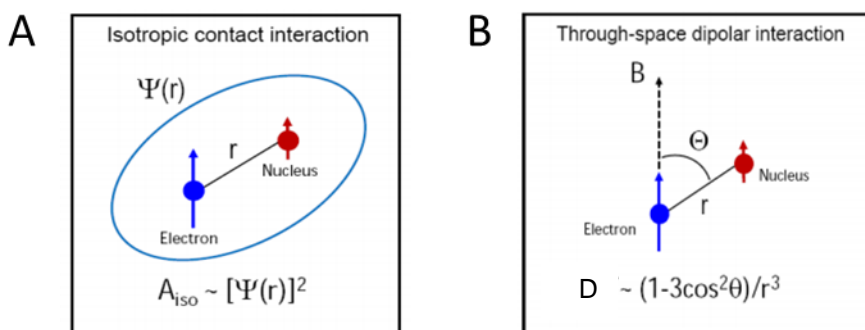 A
Isotropic contact interaction
Ψ(r)
r
Nucleus
Electron
A_iso ~ [Ψ(r)]²
B
Through-space dipolar interaction
B
Θ
Nucleus
r
Electron
D ~ (1-3cos²θ)/r³